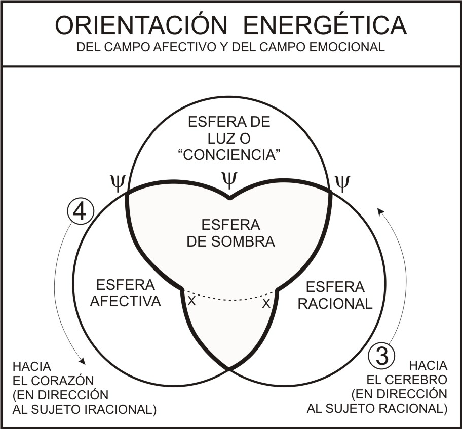 ORIENTACIÓN ENERGÉTICA
DEL CAMPO AFECTIVO Y DEL CAMPO EMOCIONAL
ESFERA DE
LUZ O
“CONCIENCIA”
Ψ Ψ Ψ
4
ESFERA
DE SOMBRA
ESFERA
AFECTIVA
ESFERA
RACIONAL
x x
3
HACIA
EL CORAZÓN
(EN DIRECCIÓN
AL SUJETO IRACIONAL)
HACIA
EL CEREBRO
(EN DIRECCIÓN
AL SUJETO RACIONAL)